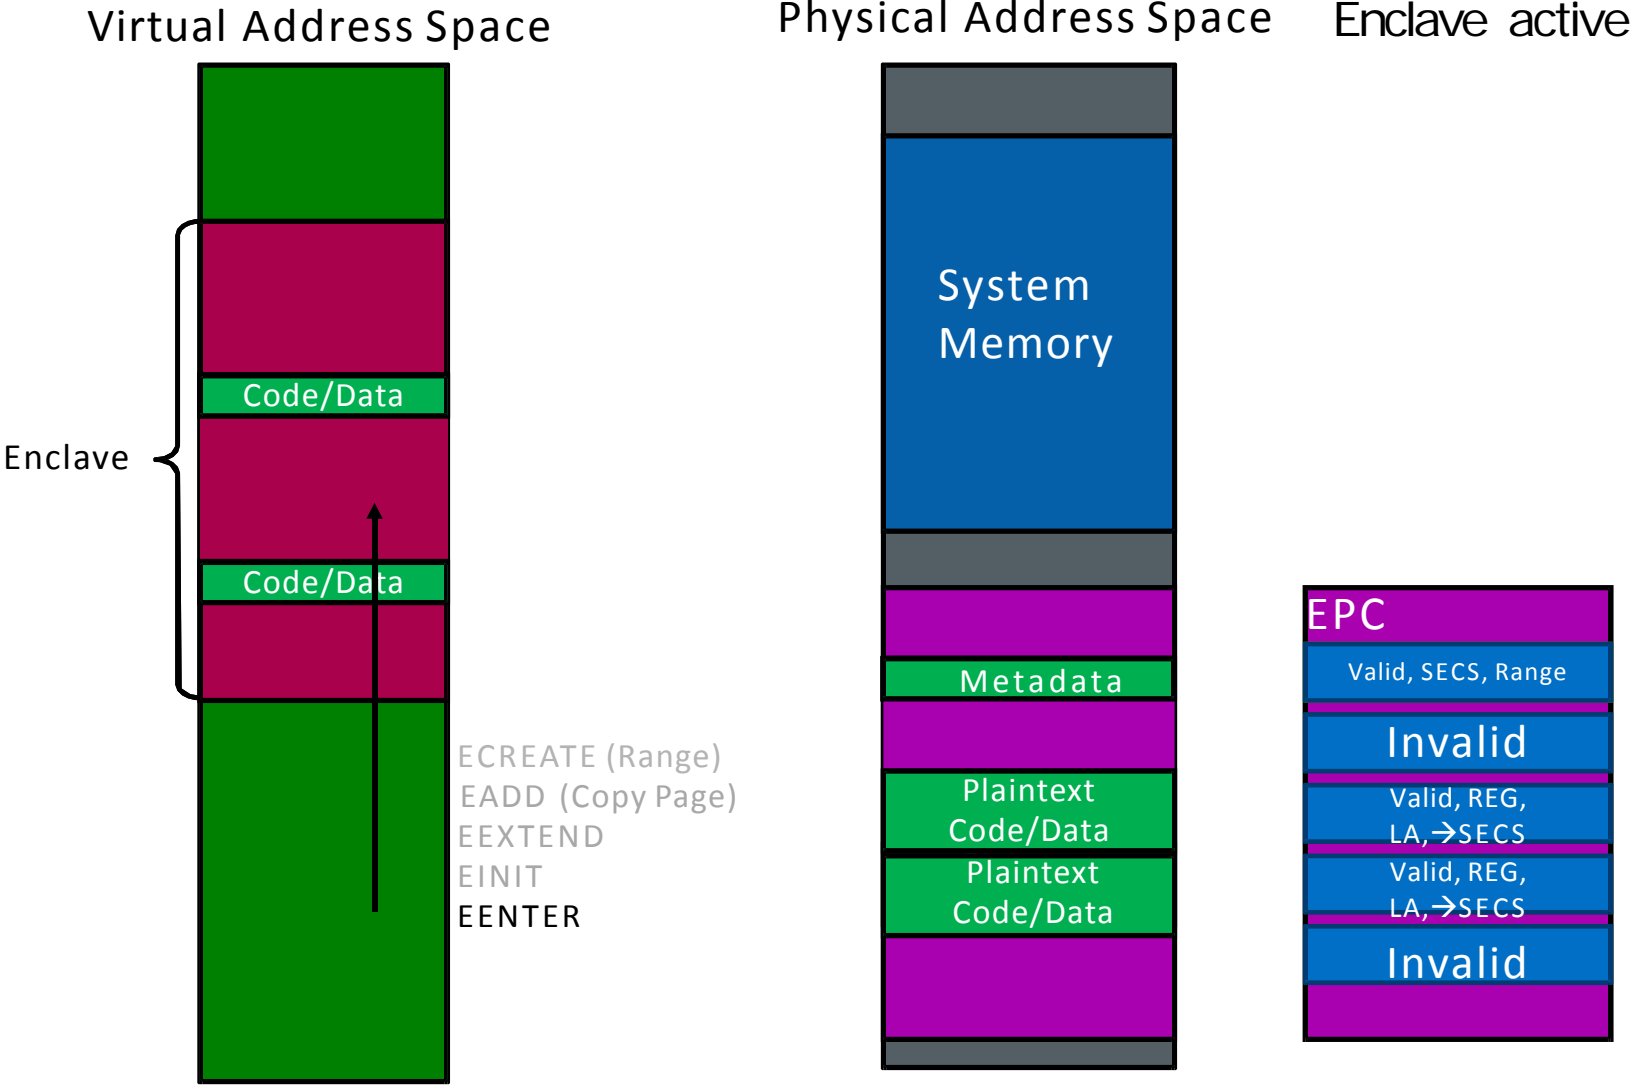 Virtual Address Space
Physical Address Space
Enclave active
Code/Data
Enclave
Code/Data
ECREATE (Range)
EADD (Copy Page)
EEXTEND
EINIT
EENTER
System
Memory
Metadata
Plaintext
Code/Data
Plaintext
Code/Data
EPC
Valid, SECS, Range
Invalid
Valid, REG,
LA,→SECS
Valid, REG,
LA,→SECS
Invalid